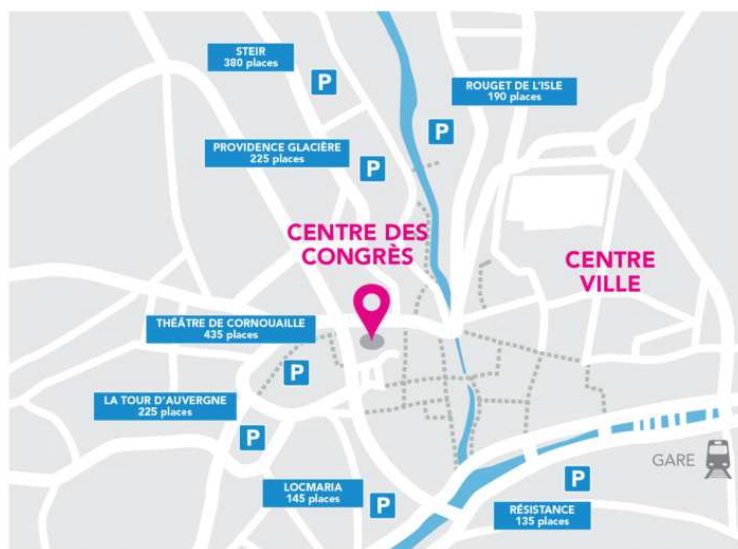 STEIR
380 places
P
ROUGET DE L'ISLE
190 places
P
PROVIDENCE GLACIÈRE
225 places
P
CENTRE DES
CONGRÈS
CENTRE
VILLE
THÉÂTRE DE CORNOUAILLE
435 places
P
LA TOUR D'AUVERGNE
225 places
P
GARE
LOCMARIA
145 places
P
P
RÉSISTANCE
135 places